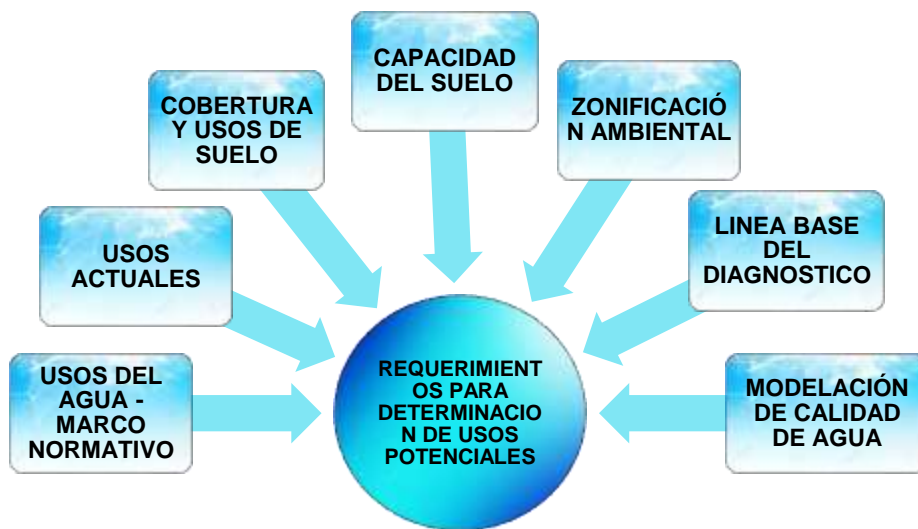 CAPACIDAD
DEL SUELO
COBERTURA
Y USOS DE
SUELO
ZONIFICACIÓ
N AMBIENTAL
USOS
ACTUALES
LINEA BASE
DEL
DIAGNOSTICO
USOS DEL
AGUA -
MARCO
NORMATIVO
REQUERIMIENT
OS PARA
DETERMINACIO
N DE USOS
POTENCIALES
MODELACIÓN
DE CALIDAD
DE AGUA